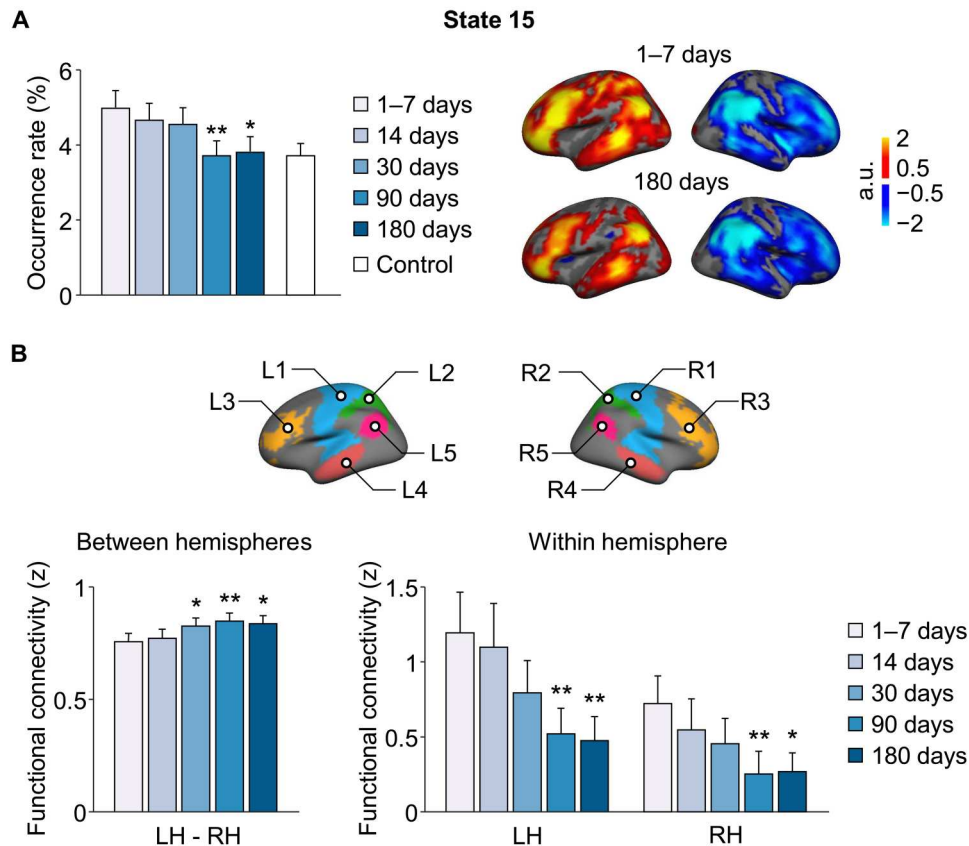 A
State 15
Occurrence rate (%)
6
4
2
0
** *
1–7 days
14 days
30 days
90 days
180 days
Control
1–7 days
180 days
a.u.
2
0.5
−0.5
−2
B
L1
L2
L3
L5
L4
R2
R1
R3
R5
R4
Between hemispheres
Functional connectivity (z)
1
0.5
0
* ** *
LH - RH
Within hemisphere
Functional connectivity (z)
1.5
1
0.5
0
** **
** *
LH
RH
1–7 days
14 days
30 days
90 days
180 days